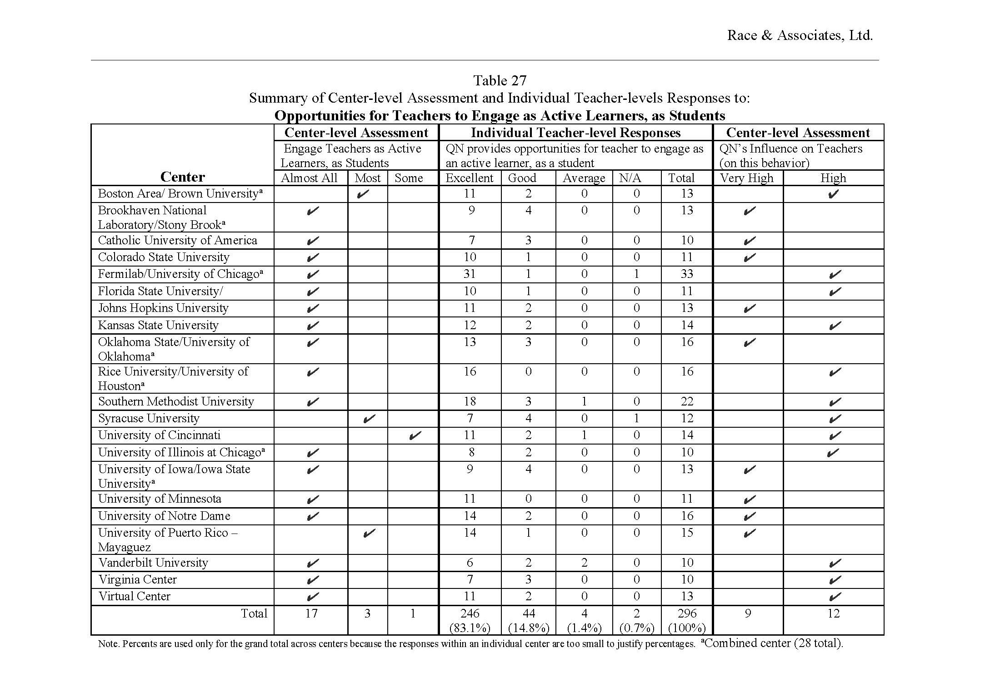 Race & Associates, Ltd.
Table 27
Summary of Center-level Assessment and Individual Teacher-levels Responses to:
Opportunities for Teachers to Engage as Active Learners, as Students
Center Center-level Assessment Individual Teacher-level Responses Center-level Assessment
Engage Teachers as Active QN provides opportunities for teacher to engage as QN’s Influence on Teachers
Learners, as Students an active learner, as a student (on this behavior)
Almost All Most Some Excellent Good Average N/A Total Very High High
Boston Area/ Brown Universityᵃ ✔ 11 2 0 0 13 ✔
Brookhaven National ✔ 9 4 0 0 13 ✔
Laboratory/Stony Brookᵃ
Catholic University of America ✔ 7 3 0 0 10 ✔
Colorado State University ✔ 10 1 0 0 11 ✔
Fermilab/University of Chicagoᵃ ✔ 31 1 0 1 33 ✔
Florida State University/ ✔ 10 1 0 0 11 ✔
Johns Hopkins University ✔ 11 2 0 0 13 ✔
Kansas State University ✔ 12 2 0 0 14 ✔
Oklahoma State/University of ✔ 13 3 0 0 16 ✔
Oklahomaᵃ
Rice University/University of ✔ 16 0 0 0 16 ✔
Houstonᵃ
Southern Methodist University ✔ 18 3 1 0 22 ✔
Syracuse University ✔ 7 4 0 1 12 ✔
University of Cincinnati ✔ 11 2 1 0 14 ✔
University of Illinois at Chicagoᵃ ✔ 8 2 0 0 10 ✔
University of Iowa/Iowa State ✔ 9 4 0 0 13 ✔
Universityᵃ
University of Minnesota ✔ 11 0 0 0 11 ✔
University of Notre Dame ✔ 14 2 0 0 16 ✔
University of Puerto Rico – ✔ 14 1 0 0 15 ✔
Mayaguez
Vanderbilt University ✔ 6 2 2 0 10 ✔
Virginia Center ✔ 7 3 0 0 10 ✔
Virtual Center ✔ 11 2 0 0 13 ✔
Total 17 3 1 246 44 4 2 296 9 12
(83.1%) (14.8%) (1.4%) (0.7%) (100%)
Note. Percents are used only for the grand total across centers because the responses within an individual center are too small to justify percentages. ᵃCombined center (28 total).